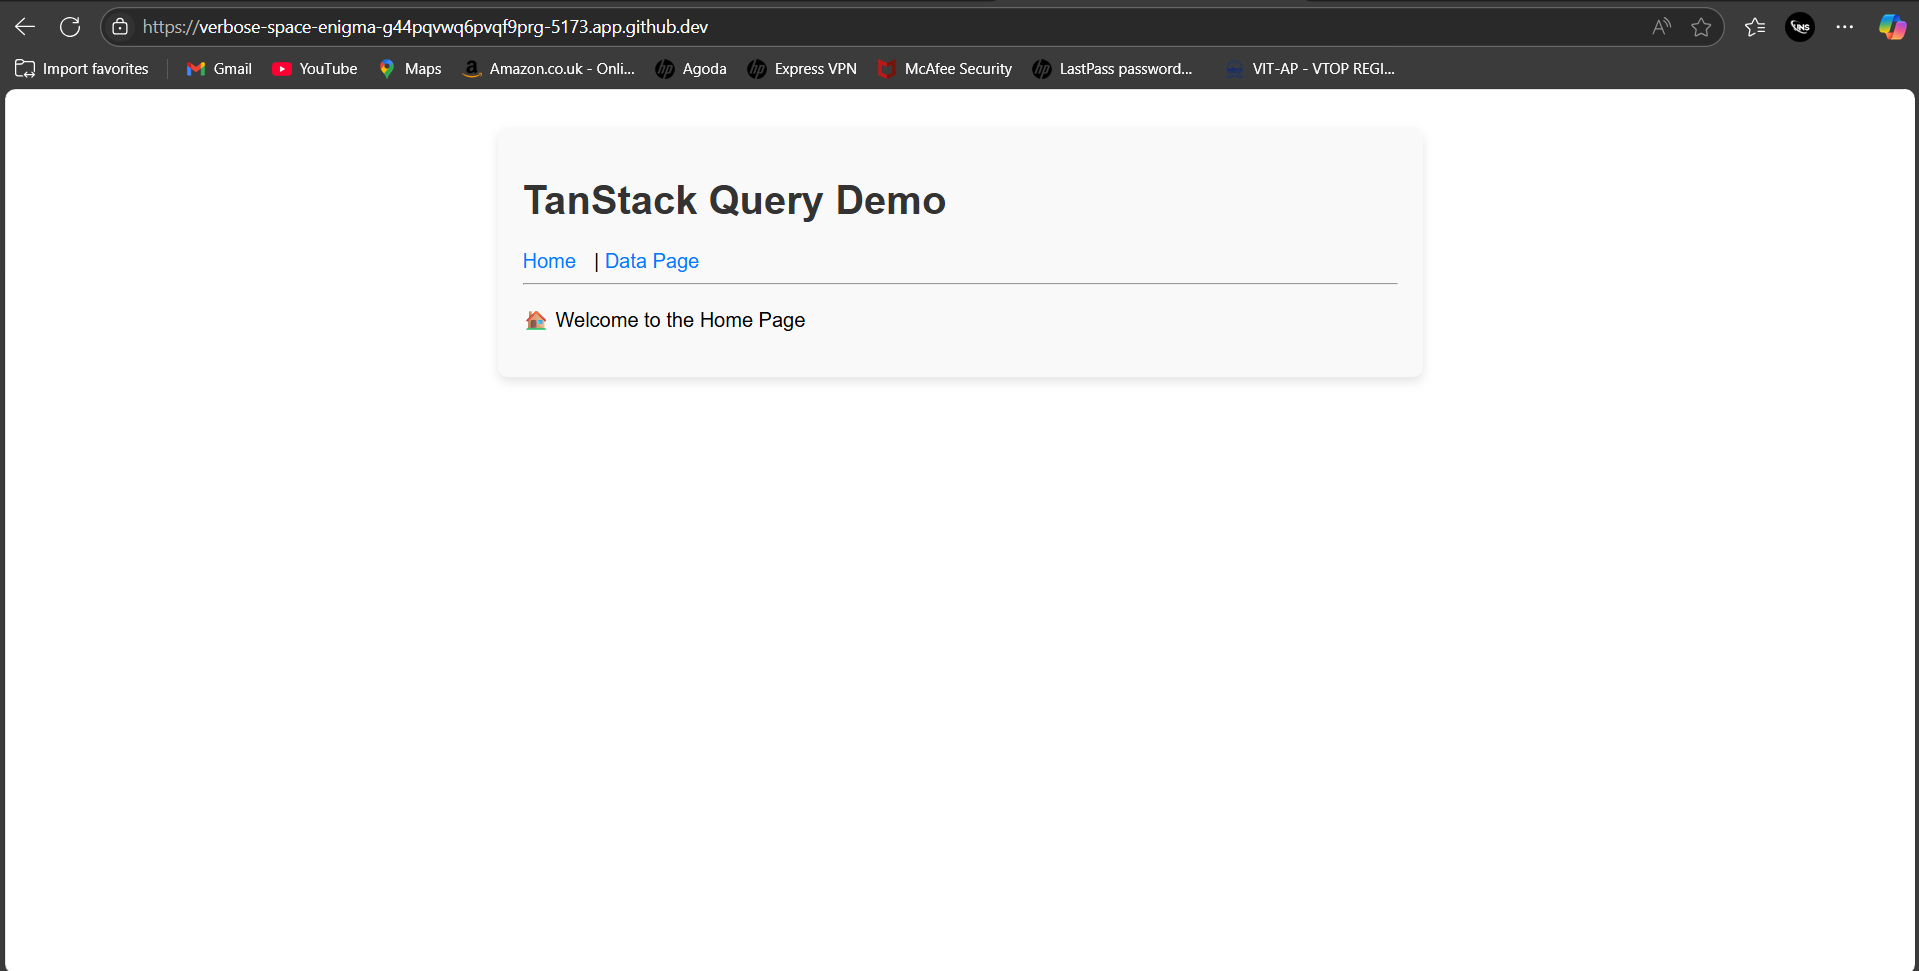 https://verbose-space-enigma-g44pqvwq6pvqf9prg-5173.app.github.dev
Import favorites | Gmail YouTube Maps Amazon.co.uk - Onli... Agoda Express VPN McAfee Security LastPass password... VIT-AP - VTOP REGI...
TanStack Query Demo
Home | Data Page
🏠 Welcome to the Home Page